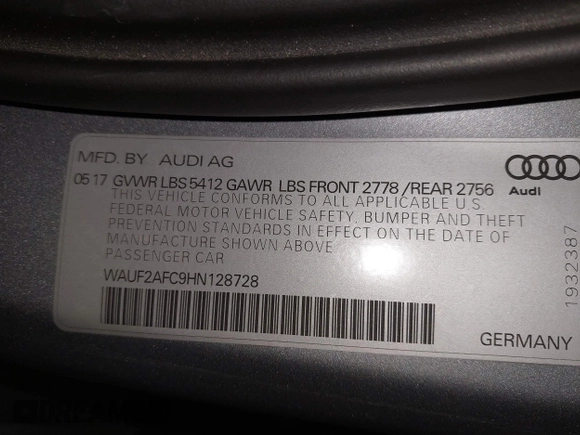 MFD. BY AUDI AG
05 17 GVWR LBS 5412 GAWR LBS FRONT 2778 / REAR 2756
THIS VEHICLE CONFORMS TO ALL APPLICABLE U.S.
FEDERAL MOTOR VEHICLE SAFETY, BUMPER AND THEFT
PREVENTION STANDARDS IN EFFECT ON THE DATE OF
MANUFACTURE SHOWN ABOVE
PASSENGER CAR
WAUF2AFC9HN128728
Audi
1932387
GERMANY